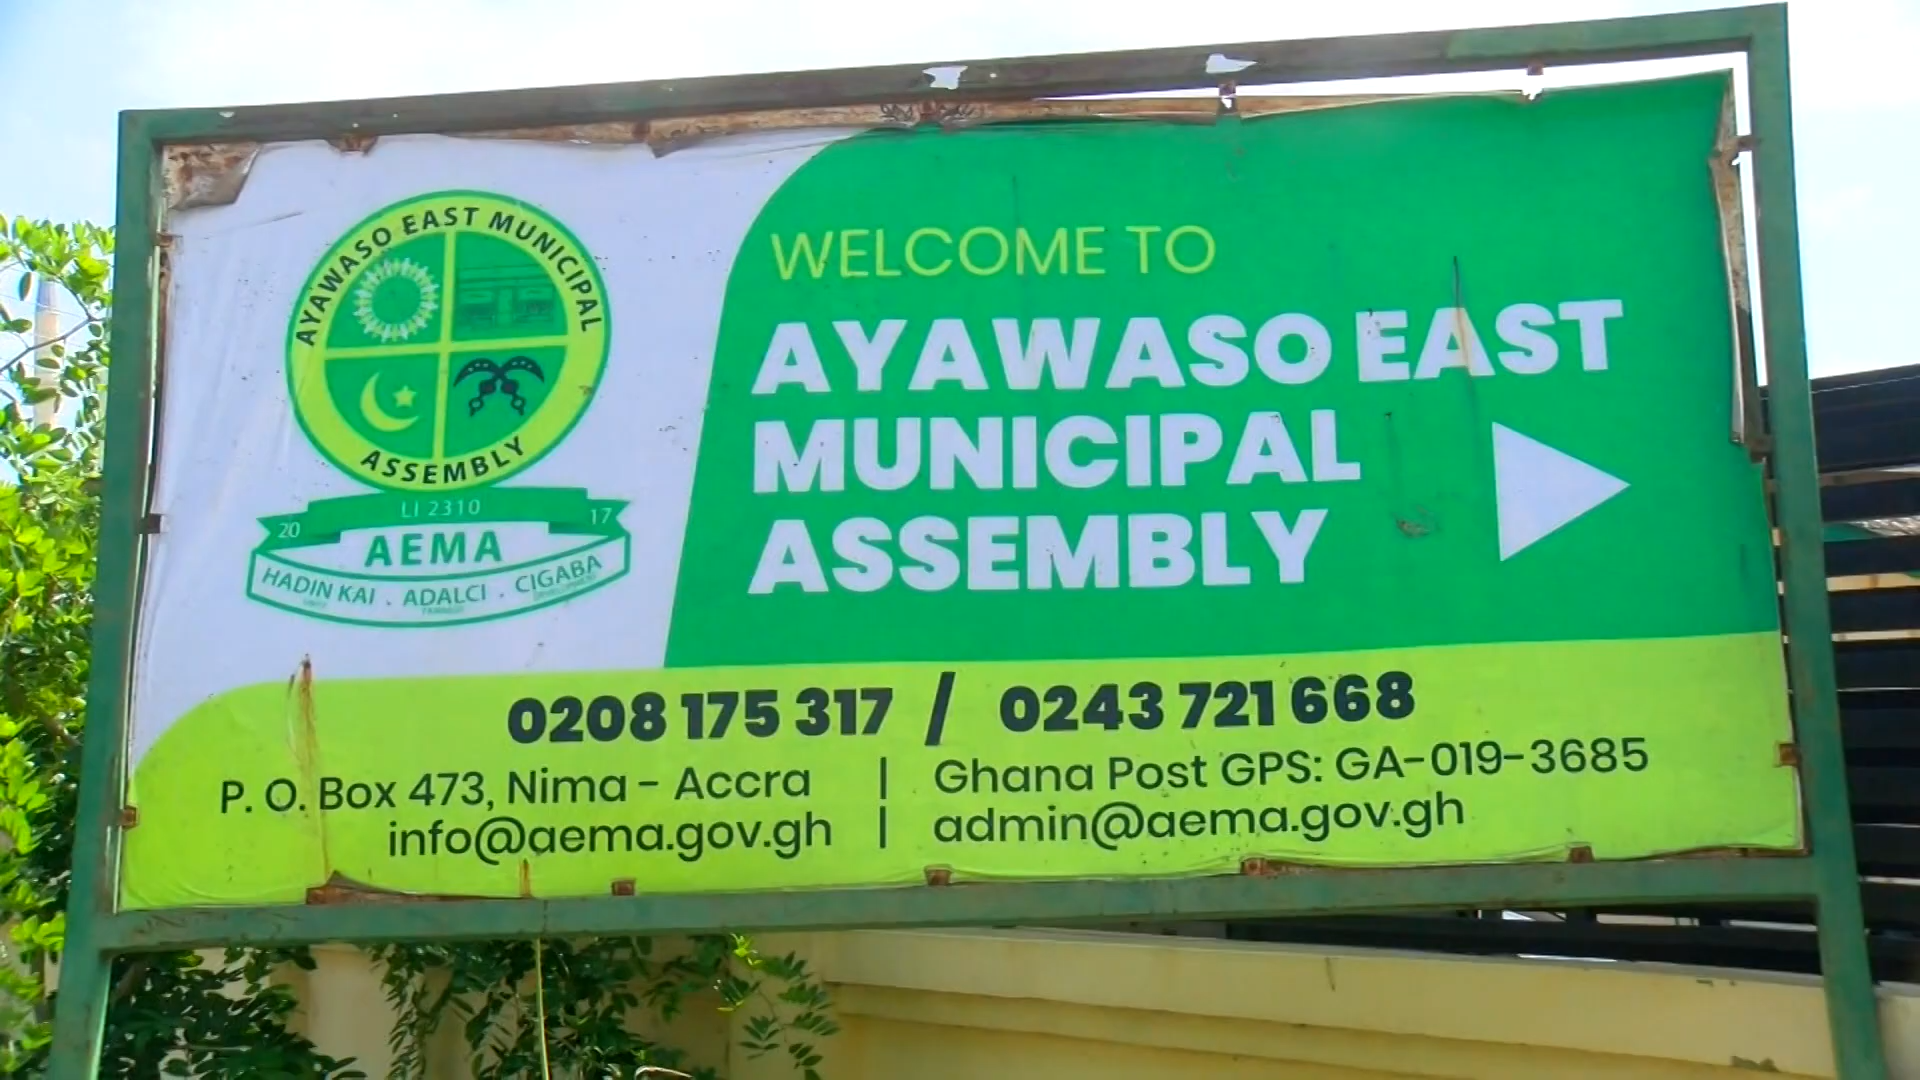 AYAWASO EAST MUNICIPAL
ASSEMBLY
LI 2310
20 17
AEMA
HADIN KAI . ADALCI . CIGABA
WELCOME TO
AYAWASO EAST
MUNICIPAL
ASSEMBLY
0208 175 317 / 0243 721 668
P. O. Box 473, Nima - Accra | Ghana Post GPS: GA-019-3685
info@aema.gov.gh | admin@aema.gov.gh